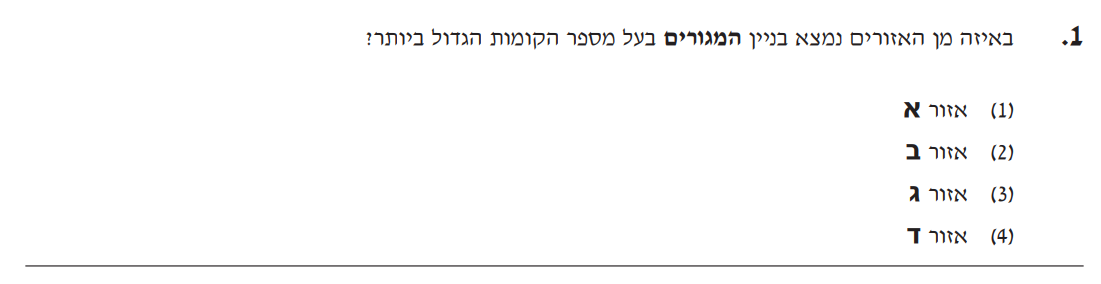 1. באיזה מן האזורים נמצא בניין המגורים בעל מספר הקומות הגדול ביותר?
(1) אזור א
(2) אזור ב
(3) אזור ג
(4) אזור ד